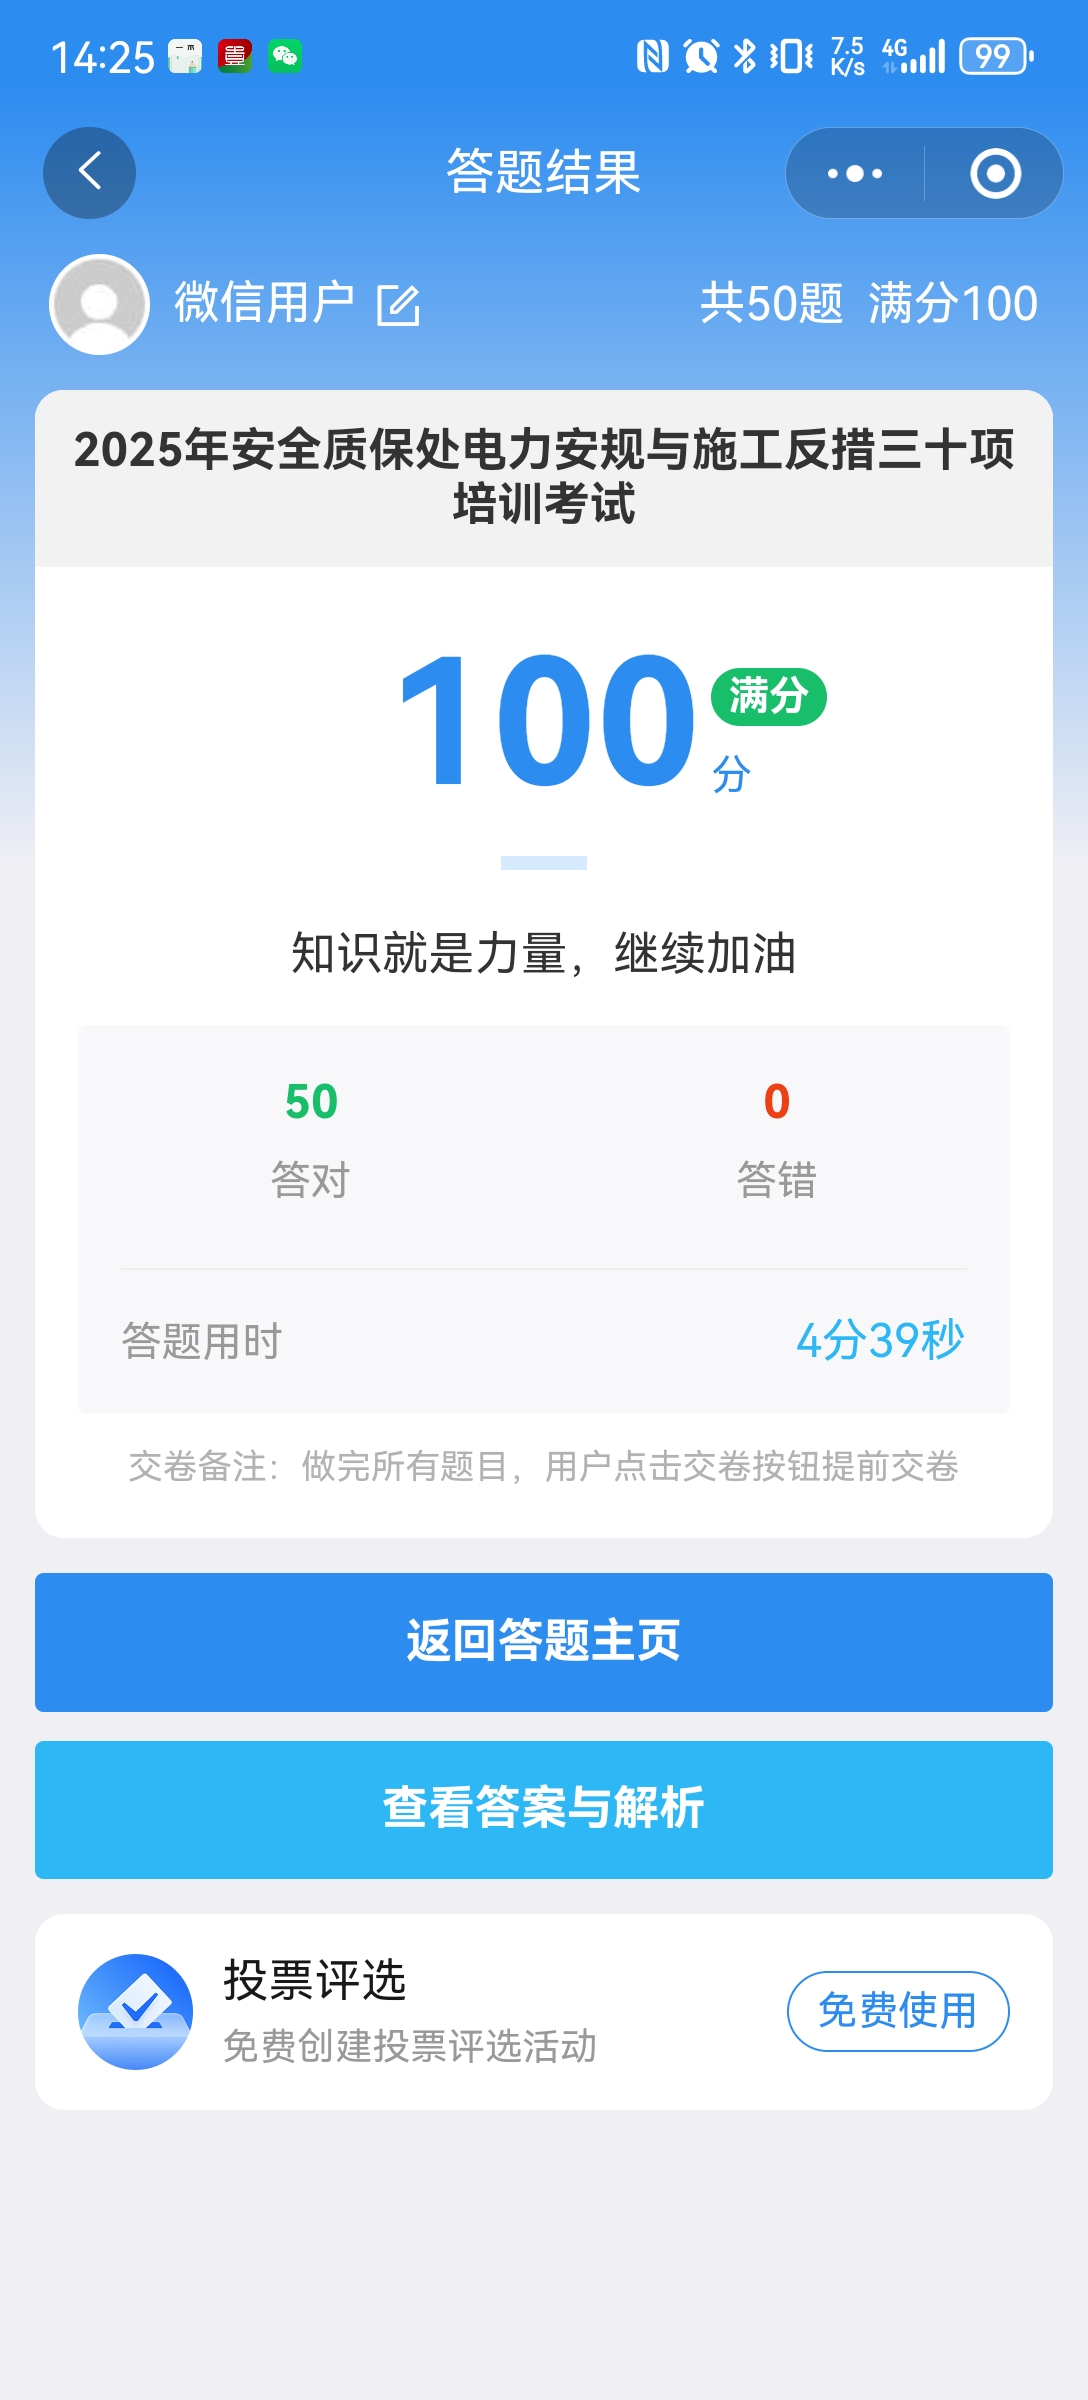 14:25
7.5
K/s
4G
99
答题结果
微信用户
共50题 满分100
2025年安全质保处电力安规与施工反措三十项
培训考试
100
满分
分
知识就是力量，继续加油
50
0
答对
答错
答题用时
4分39秒
交卷备注：做完所有题目，用户点击交卷按钮提前交卷
返回答题主页
查看答案与解析
投票评选
免费创建投票评选活动
免费使用